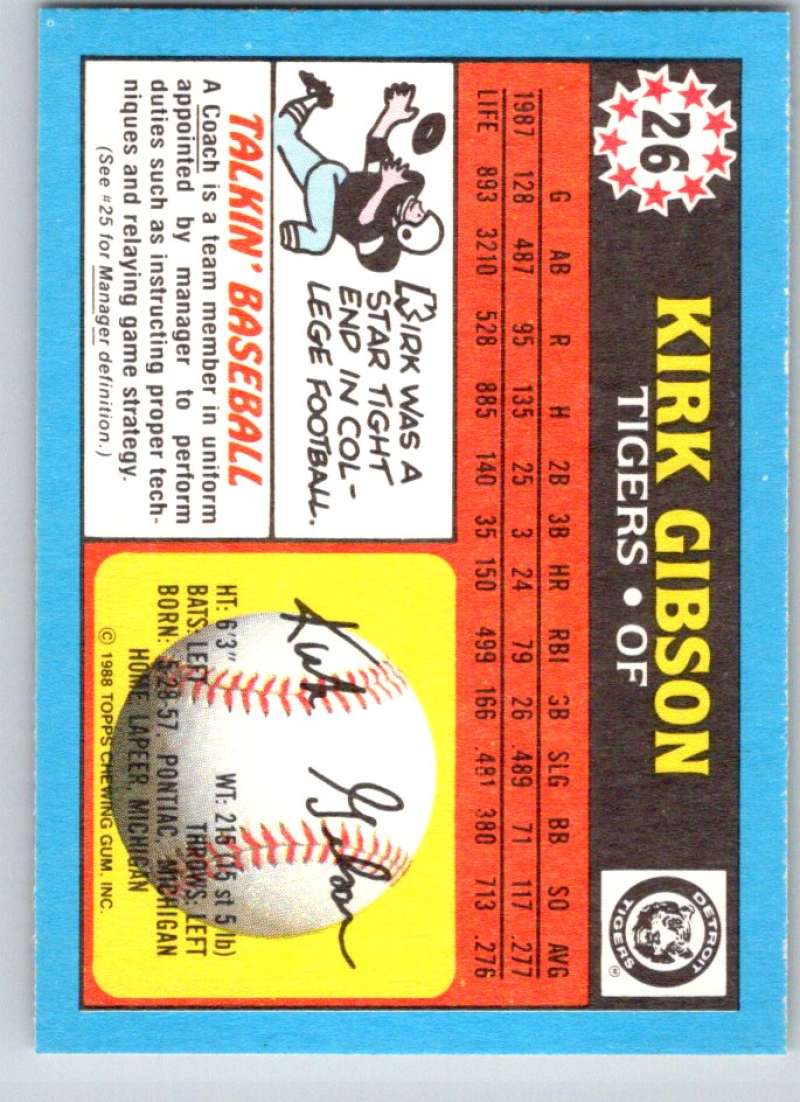 26
KIRK GIBSON
TIGERS • OF
DETROIT
TIGERS ®
G AB R H 2B 3B HR RBI SB SLG BB SO AVG
1987 128 487 95 135 25 3 24 79 26 .489 71 117 .277
LIFE 893 3210 528 885 140 35 150 499 166 .481 380 713 .276
KIRK WAS A
STAR TIGHT
END IN COL-
LEGE FOOTBALL.
TALKIN' BASEBALL
A Coach is a team member in uniform
appointed by manager to perform
duties such as instructing proper tech-
niques and relaying game strategy.
(See #25 for Manager definition.)
Kirk Gibson
HT: 6'3" WT: 215 (15 st 5 lb)
BATS: LEFT THROWS: LEFT
BORN: 5-28-57, PONTIAC, MICHIGAN
HOME: LAPEER, MICHIGAN
© 1988 TOPPS CHEWING GUM, INC.